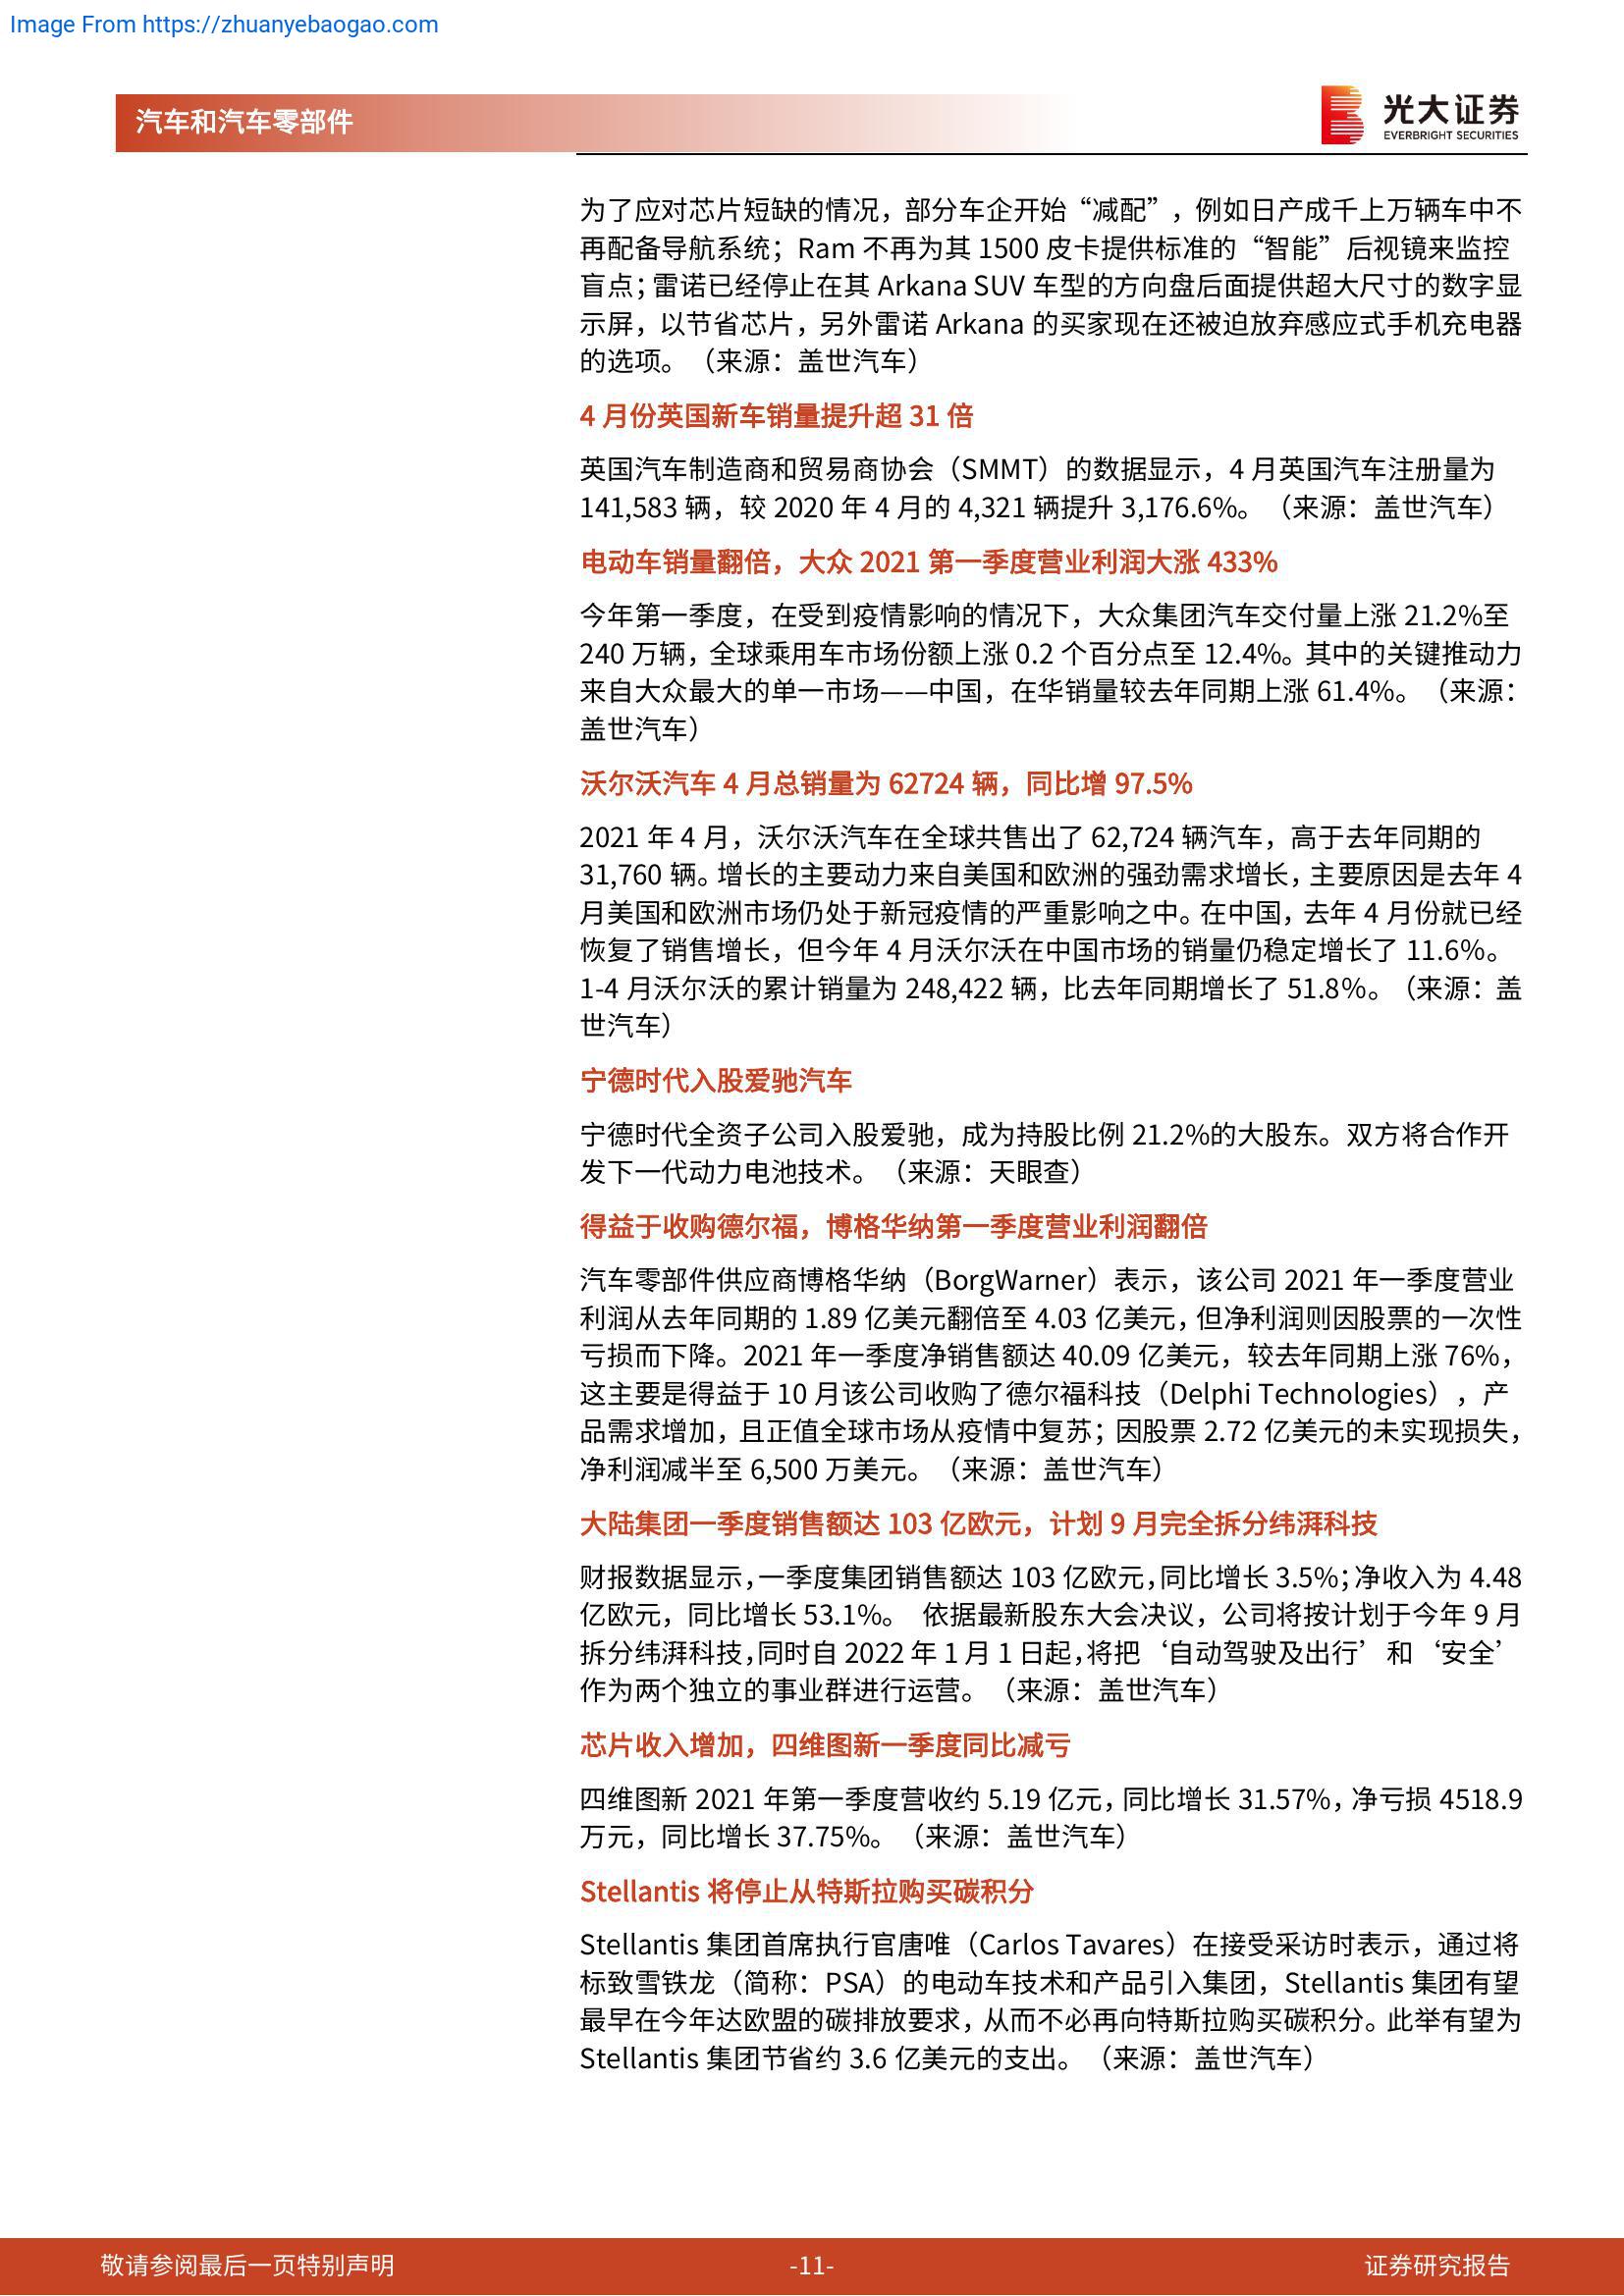 Image From https://zhuanyebaogao.com
汽车和汽车零部件
光大证券
EVERBRIGHT SECURITIES
为了应对芯片短缺的情况，部分车企开始“减配”，例如日产成千上万辆车中不
再配备导航系统；Ram 不再为其 1500 皮卡提供标准的“智能”后视镜来监控
盲点；雷诺已经停止在其 Arkana SUV 车型的方向盘后面提供超大尺寸的数字显
示屏，以节省芯片，另外雷诺 Arkana 的买家现在还被迫放弃感应式手机充电器
的选项。（来源：盖世汽车）
4 月份英国新车销量提升超 31 倍
英国汽车制造商和贸易商协会（SMMT）的数据显示，4 月英国汽车注册量为
141,583 辆，较 2020 年 4 月的 4,321 辆提升 3,176.6%。（来源：盖世汽车）
电动车销量翻倍，大众 2021 第一季度营业利润大涨 433%
今年第一季度，在受到疫情影响的情况下，大众集团汽车交付量上涨 21.2%至
240 万辆，全球乘用车市场份额上涨 0.2 个百分点至 12.4%。其中的关键推动力
来自大众最大的单一市场——中国，在华销量较去年同期上涨 61.4%。（来源：
盖世汽车）
沃尔沃汽车 4 月总销量为 62724 辆，同比增 97.5%
2021 年 4 月，沃尔沃汽车在全球共售出了 62,724 辆汽车，高于去年同期的
31,760 辆。增长的主要动力来自美国和欧洲的强劲需求增长，主要原因是去年 4
月美国和欧洲市场仍处于新冠疫情的严重影响之中。在中国，去年 4 月份就已经
恢复了销售增长，但今年 4 月沃尔沃在中国市场的销量仍稳定增长了 11.6%。
1-4 月沃尔沃的累计销量为 248,422 辆，比去年同期增长了 51.8%。（来源：盖
世汽车）
宁德时代入股爱驰汽车
宁德时代全资子公司入股爱驰，成为持股比例 21.2%的大股东。双方将合作开
发下一代动力电池技术。（来源：天眼查）
得益于收购德尔福，博格华纳第一季度营业利润翻倍
汽车零部件供应商博格华纳（BorgWarner）表示，该公司 2021 年一季度营业
利润从去年同期的 1.89 亿美元翻倍至 4.03 亿美元，但净利润则因股票的一次性
亏损而下降。2021 年一季度净销售额达 40.09 亿美元，较去年同期上涨 76%，
这主要是得益于 10 月该公司收购了德尔福科技（Delphi Technologies），产
品需求增加，且正值全球市场从疫情中复苏；因股票 2.72 亿美元的未实现损失，
净利润减半至 6,500 万美元。（来源：盖世汽车）
大陆集团一季度销售额达 103 亿欧元，计划 9 月完全拆分纬湃科技
财报数据显示，一季度集团销售额达 103 亿欧元，同比增长 3.5%；净收入为 4.48
亿欧元，同比增长 53.1%。 依据最新股东大会决议，公司将按计划于今年 9 月
拆分纬湃科技，同时自 2022 年 1 月 1 日起，将把‘自动驾驶及出行’和‘安全’
作为两个独立的事业群进行运营。（来源：盖世汽车）
芯片收入增加，四维图新一季度同比减亏
四维图新 2021 年第一季度营收约 5.19 亿元，同比增长 31.57%，净亏损 4518.9
万元，同比增长 37.75%。（来源：盖世汽车）
Stellantis 将停止从特斯拉购买碳积分
Stellantis 集团首席执行官唐唯（Carlos Tavares）在接受采访时表示，通过将
标致雪铁龙（简称：PSA）的电动车技术和产品引入集团，Stellantis 集团有望
最早在今年达欧盟的碳排放要求，从而不必再向特斯拉购买碳积分。此举有望为
Stellantis 集团节省约 3.6 亿美元的支出。（来源：盖世汽车）
敬请参阅最后一页特别声明
-11-
证券研究报告